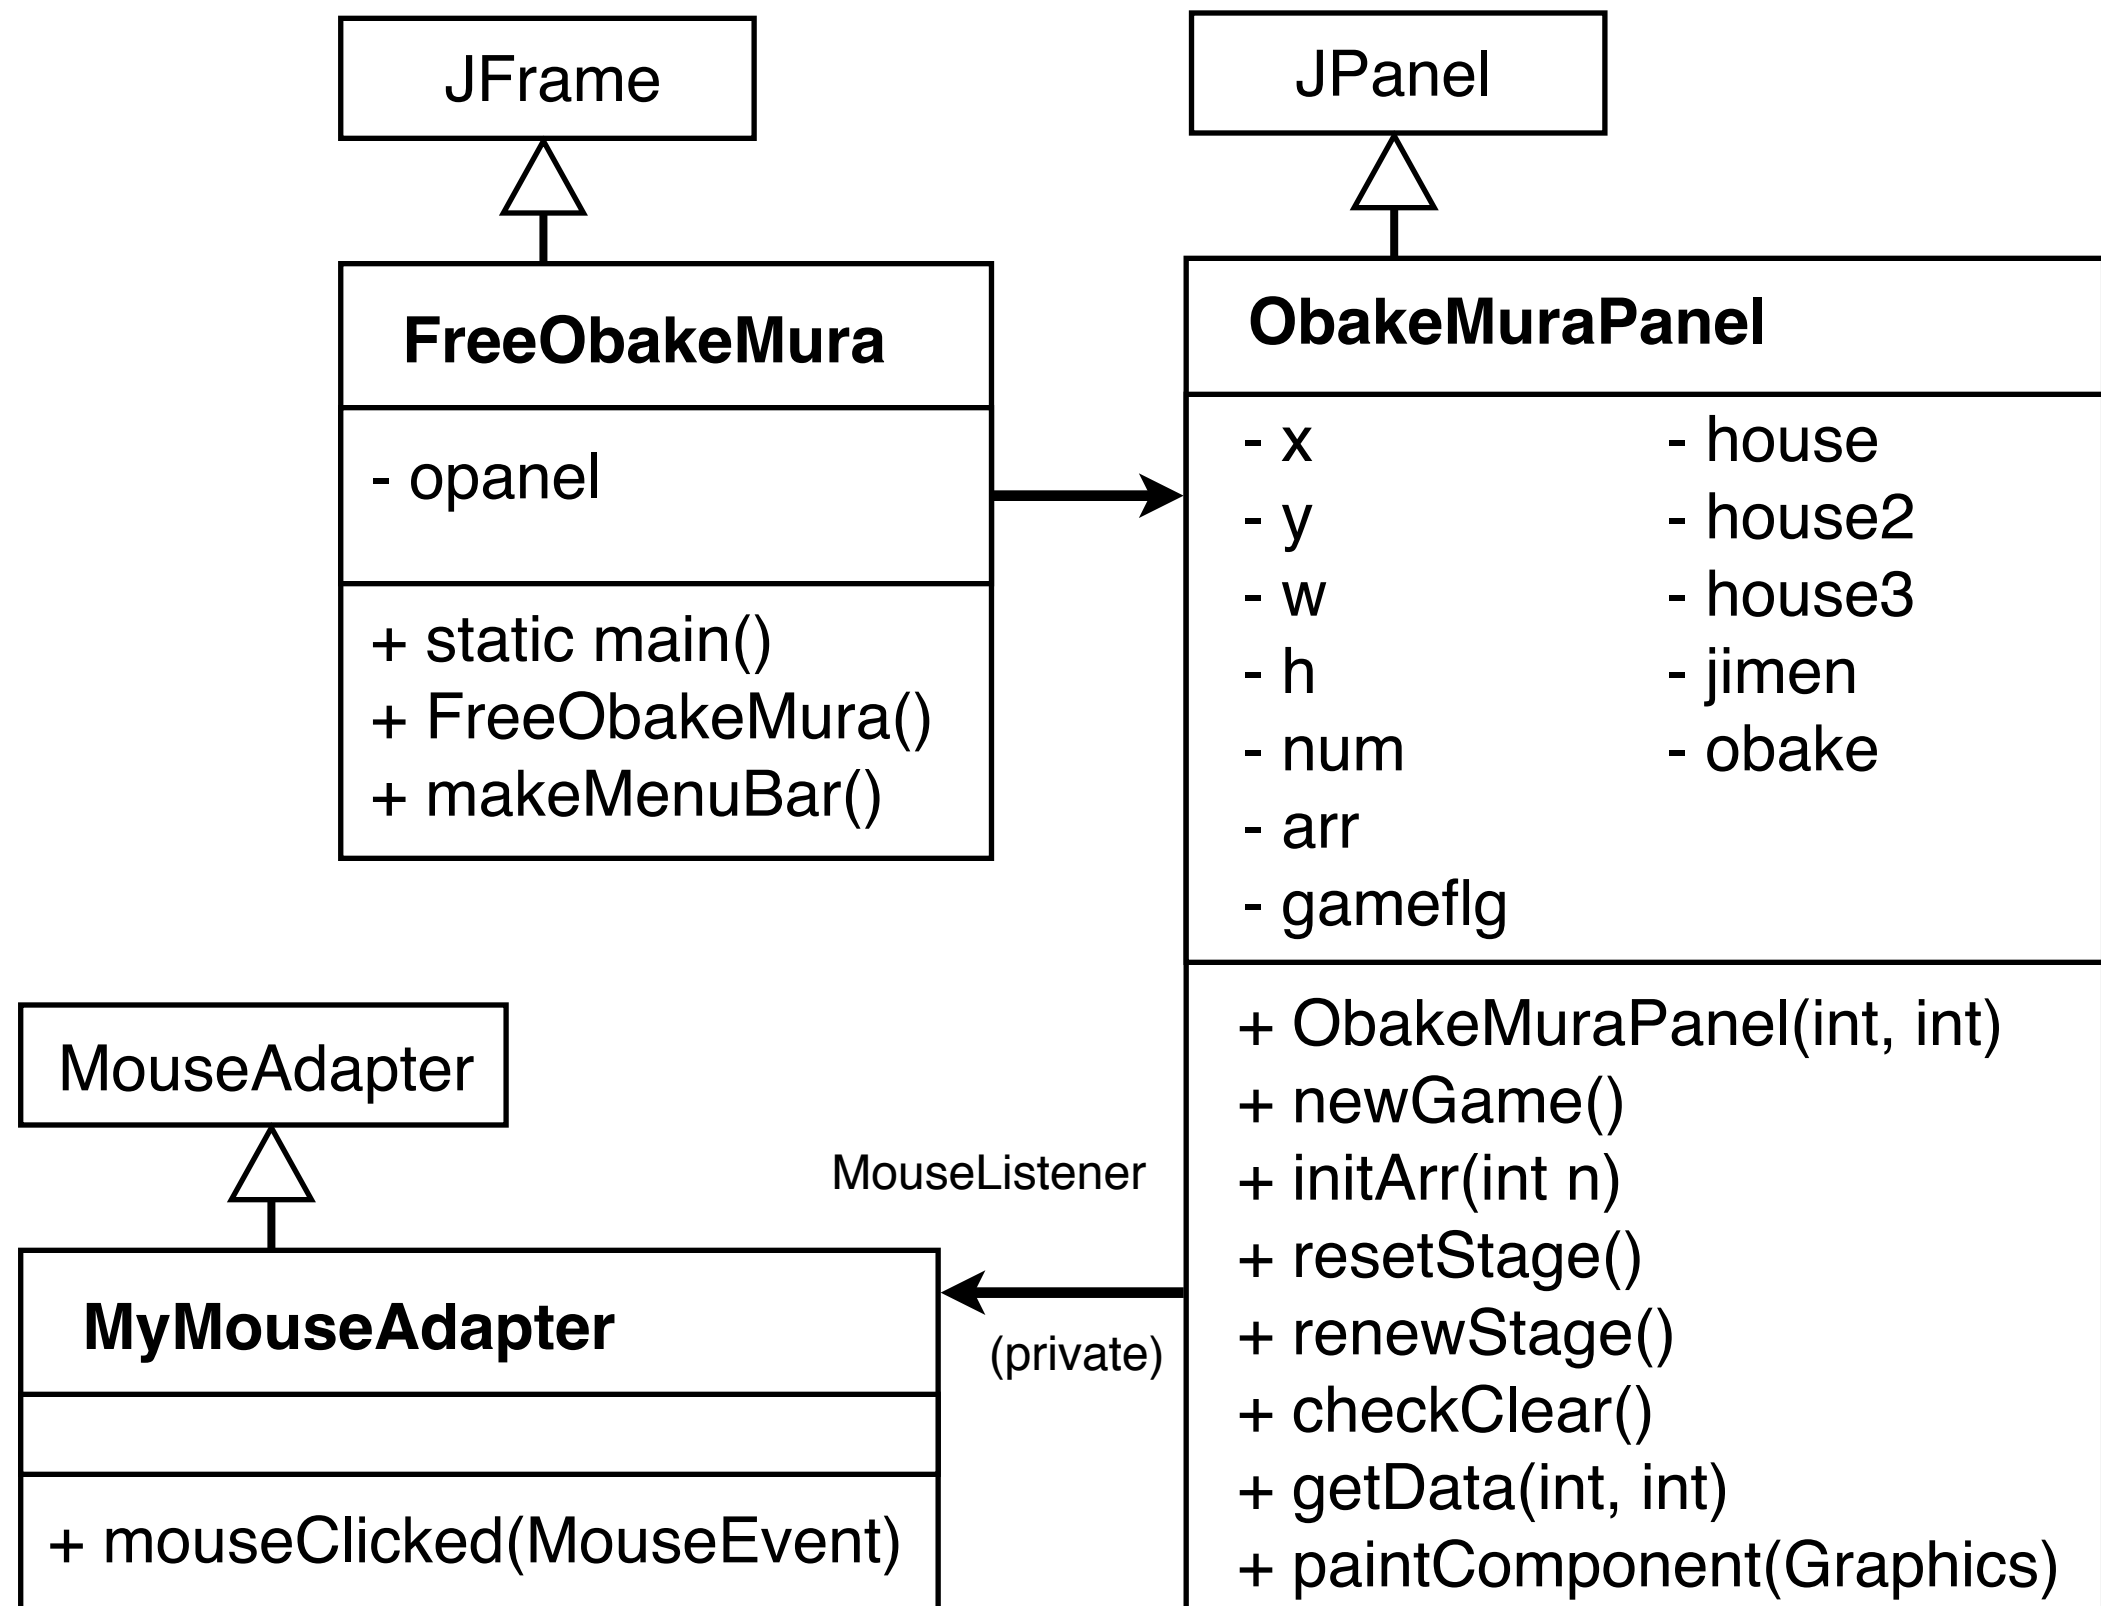 JFrame
JPanel
FreeObakeMura
- opanel
+ static main()
+ FreeObakeMura()
+ makeMenuBar()
ObakeMuraPanel
- x
- y
- w
- h
- num
- arr
- gameflg
- house
- house2
- house3
- jimen
- obake
+ ObakeMuraPanel(int, int)
+ newGame()
+ initArr(int n)
+ resetStage()
+ renewStage()
+ checkClear()
+ getData(int, int)
+ paintComponent(Graphics)
MouseAdapter
MouseListener
(private)
MyMouseAdapter
+ mouseClicked(MouseEvent)